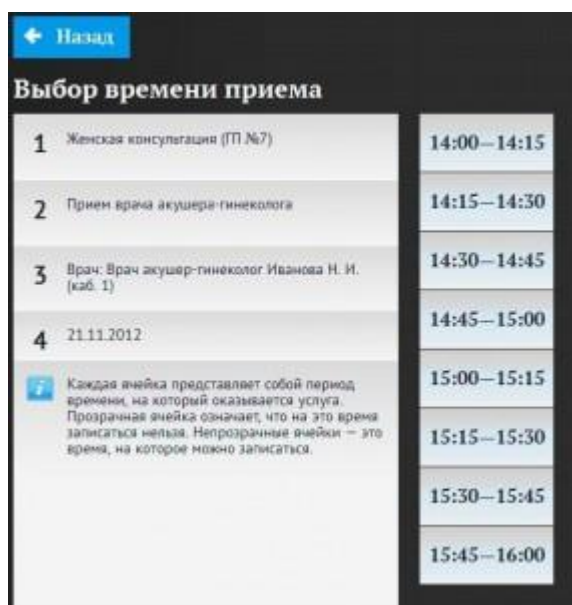 Назад
Выбор времени приема
1 Женская консультация (ГП №7)
2 Прием врача акушера-гинеколога
3 Врач: Врач акушер-гинеколог Иванова Н. И.
(каб. 1)
4 21.11.2012
i Каждая ячейка представляет собой период
времени, на который оказывается услуга.
Прозрачная ячейка означает, что на это время
записаться нельзя. Непрозрачные ячейки — это
время, на которое можно записаться.
14:00—14:15
14:15—14:30
14:30—14:45
14:45—15:00
15:00—15:15
15:15—15:30
15:30—15:45
15:45—16:00